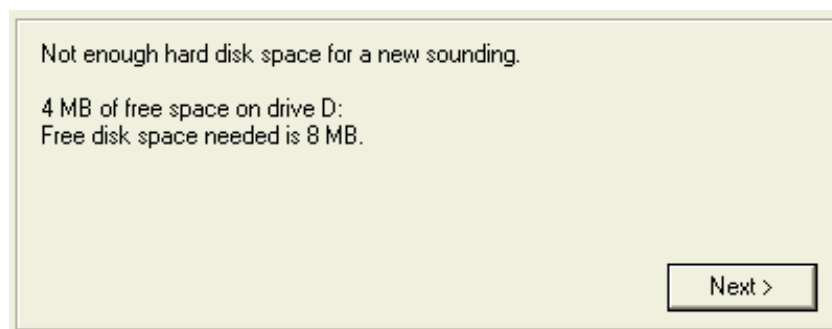 Not enough hard disk space for a new sounding.
4 MB of free space on drive D:
Free disk space needed is 8 MB.
Next >